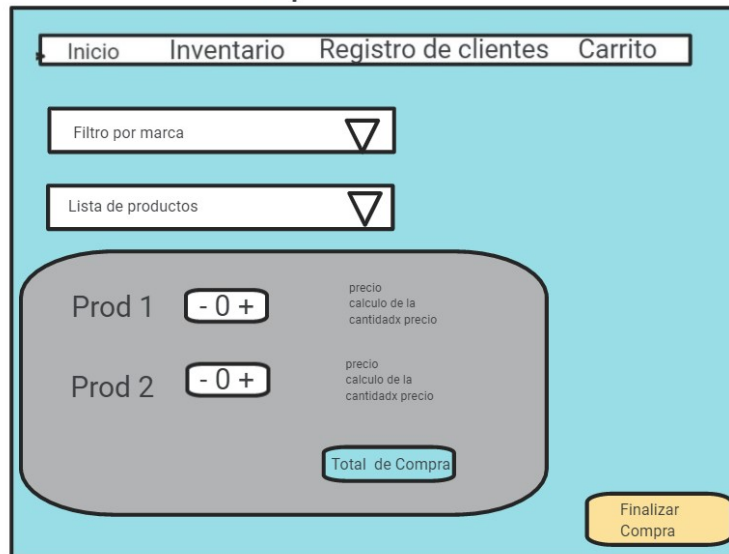 Inicio Inventario Registro de clientes Carrito
Filtro por marca
Lista de productos
Prod 1
- 0 +
precio
calculo de la
cantidadx precio
Prod 2
- 0 +
precio
calculo de la
cantidadx precio
Total de Compra
Finalizar
Compra